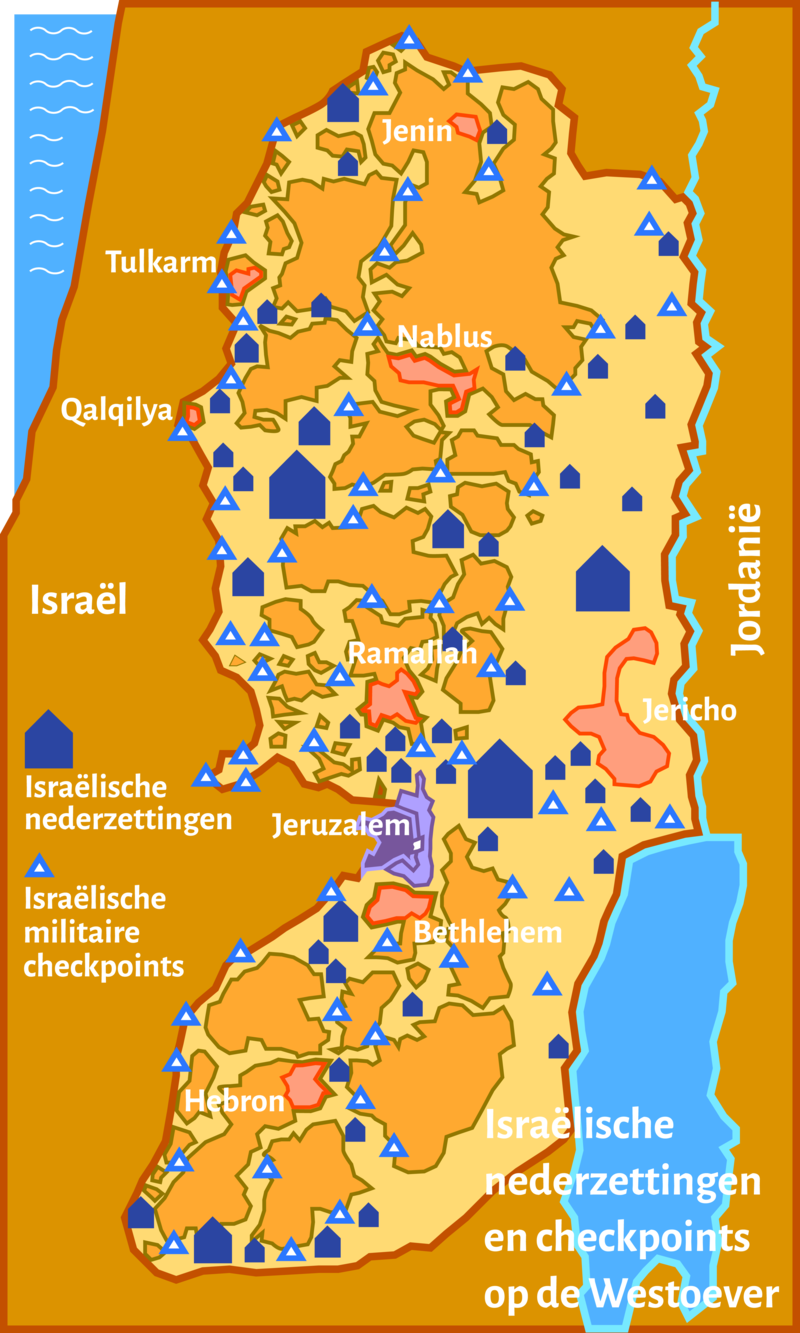 Jenin
Tulkarm
Nablus
Qalqilya
Israël
Jordanië
Ramallah
Jericho
Israëlische
nederzettingen
Jeruzalem
Israëlische
militaire
checkpoints
Bethlehem
Hebron
Israëlische
nederzettingen
en checkpoints
op de Westoever